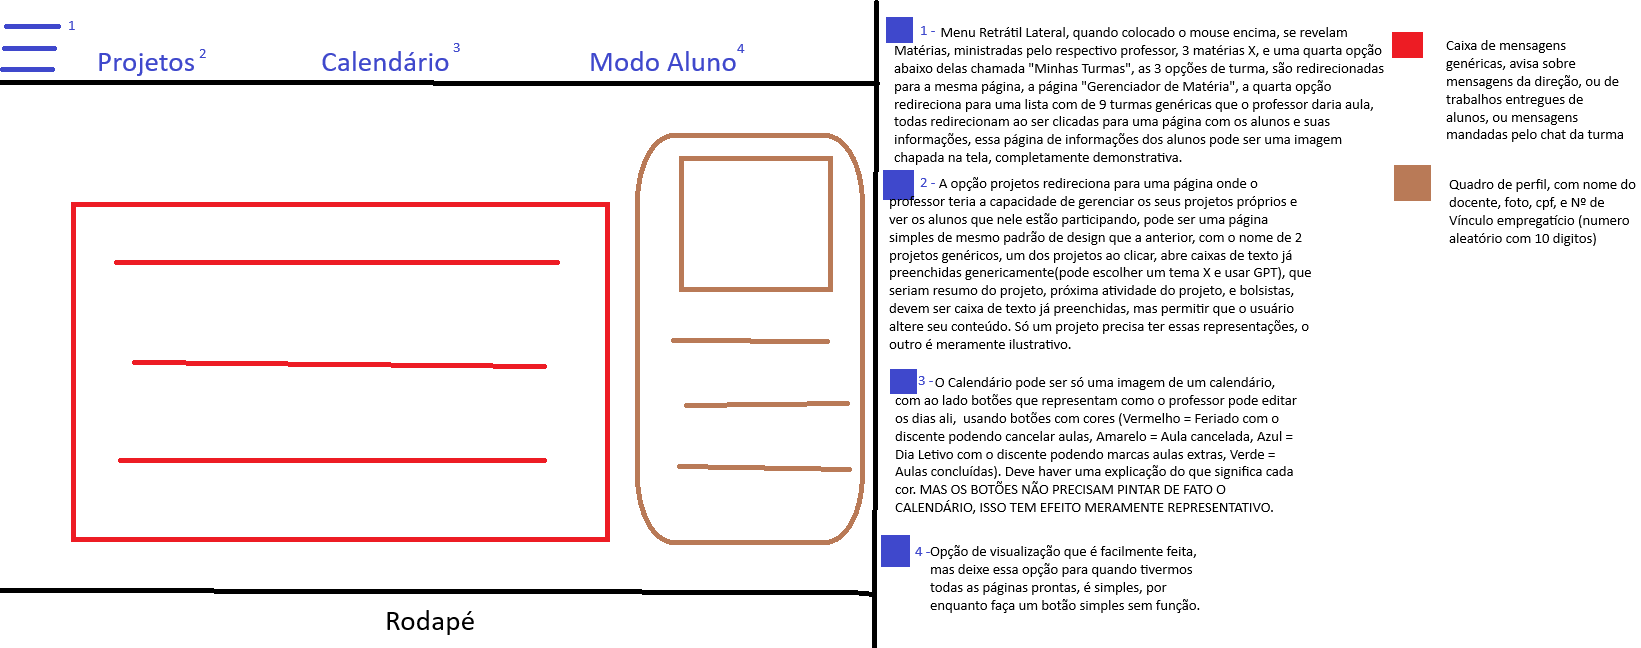 1
Projetos 2
Calendário 3
Modo Aluno 4
Rodapé
1 - Menu Retrátil Lateral, quando colocado o mouse encima, se revelam
Matérias, ministradas pelo respectivo professor, 3 matérias X, e uma quarta opção
abaixo delas chamada "Minhas Turmas", as 3 opções de turma, são redirecionadas
para a mesma página, a página "Gerenciador de Matéria", a quarta opção
redireciona para uma lista com de 9 turmas genéricas que o professor daria aula,
todas redirecionam ao ser clicadas para uma página com os alunos e suas
informações, essa página de informações dos alunos pode ser uma imagem
chapada na tela, completamente demonstrativa.
2 - A opção projetos redireciona para uma página onde o
professor teria a capacidade de gerenciar os seus projetos próprios e
ver os alunos que nele estão participando, pode ser uma página
simples de mesmo padrão de design que a anterior, com o nome de 2
projetos genéricos, um dos projetos ao clicar, abre caixas de texto já
preenchidas genericamente(pode escolher um tema X e usar GPT), que
seriam resumo do projeto, próxima atividade do projeto, e bolsistas,
devem ser caixa de texto já preenchidas, mas permitir que o usuário
altere seu conteúdo. Só um projeto precisa ter essas representações, o
outro é meramente ilustrativo.
3 - O Calendário pode ser só uma imagem de um calendário,
com ao lado botões que representam como o professor pode editar
os dias ali, usando botões com cores (Vermelho = Feriado com o
discente podendo cancelar aulas, Amarelo = Aula cancelada, Azul =
Dia Letivo com o discente podendo marcas aulas extras, Verde =
Aulas concluídas). Deve haver uma explicação do que significa cada
cor. MAS OS BOTÕES NÃO PRECISAM PINTAR DE FATO O
CALENDÁRIO, ISSO TEM EFEITO MERAMENTE REPRESENTATIVO.
4 -Opção de visualização que é facilmente feita,
mas deixe essa opção para quando tivermos
todas as páginas prontas, é simples, por
enquanto faça um botão simples sem função.
Caixa de mensagens
genéricas, avisa sobre
mensagens da direção, ou de
trabalhos entregues de
alunos, ou mensagens
mandadas pelo chat da turma
Quadro de perfil, com nome do
docente, foto, cpf, e Nº de
Vínculo empregatício (numero
aleatório com 10 digitos)